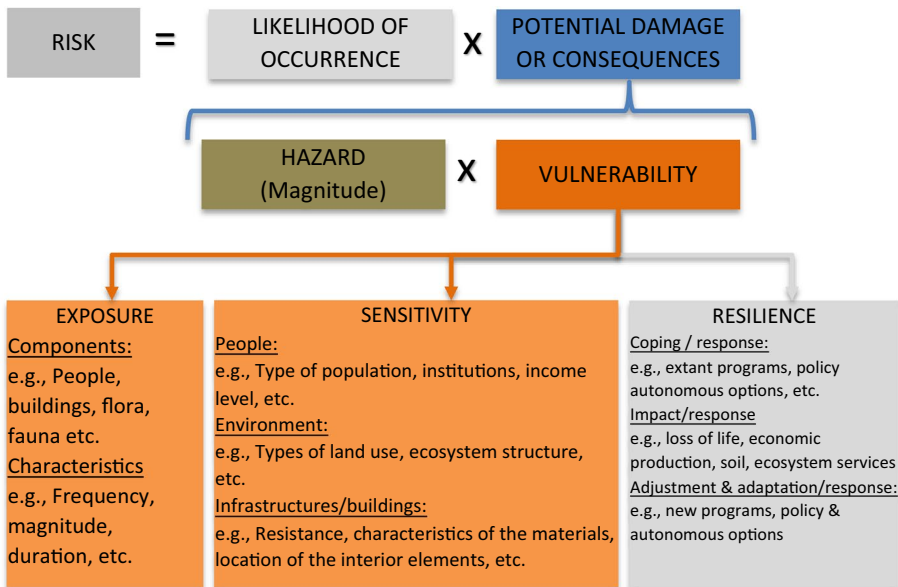 RISK
=
LIKELIHOOD OF
OCCURRENCE
x
POTENTIAL DAMAGE
OR CONSEQUENCES
HAZARD
(Magnitude)
x
VULNERABILITY
EXPOSURE
Components:
e.g., People,
buildings, flora,
fauna etc.
Characteristics
e.g., Frequency,
magnitude,
duration, etc.
SENSITIVITY
People:
e.g., Type of population, institutions, income
level, etc.
Environment:
e.g., Types of land use, ecosystem structure,
etc.
Infrastructures/buildings:
e.g., Resistance, characteristics of the materials,
location of the interior elements, etc.
RESILIENCE
Coping / response:
e.g., extant programs, policy
autonomous options, etc.
Impact/response
e.g., loss of life, economic
production, soil, ecosystem services
Adjustment & adaptation/response:
e.g., new programs, policy &
autonomous options